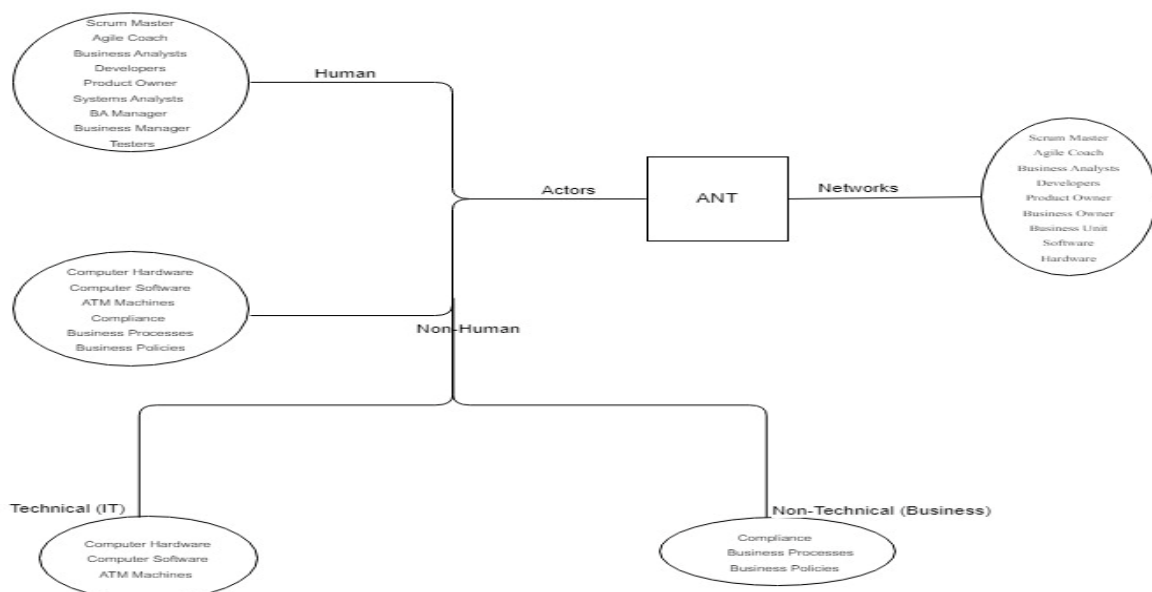 Scrum Master
Agile Coach
Business Analysts
Developers
Product Owner
Systems Analysts
BA Manager
Business Manager
Testers
Human
Actors
ANT
Networks
Scrum Master
Agile Coach
Business Analysts
Developers
Product Owner
Business Owner
Business Unit
Software
Hardware
Computer Hardware
Computer Software
ATM Machines
Compliance
Business Processes
Business Policies
Non-Human
Technical (IT)
Computer Hardware
Computer Software
ATM Machines
Non-Technical (Business)
Compliance
Business Processes
Business Policies